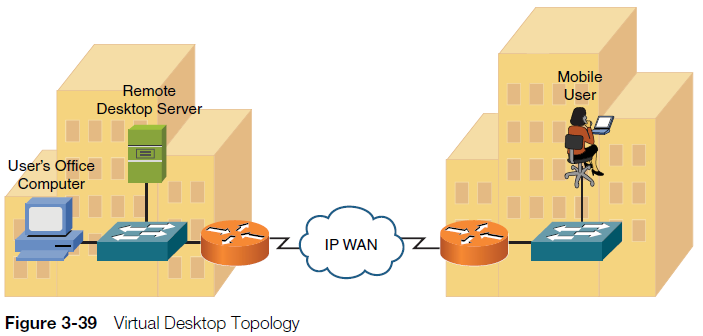 Remote
Desktop Server
User's Office
Computer
IP WAN
Mobile
User
Figure 3-39 Virtual Desktop Topology